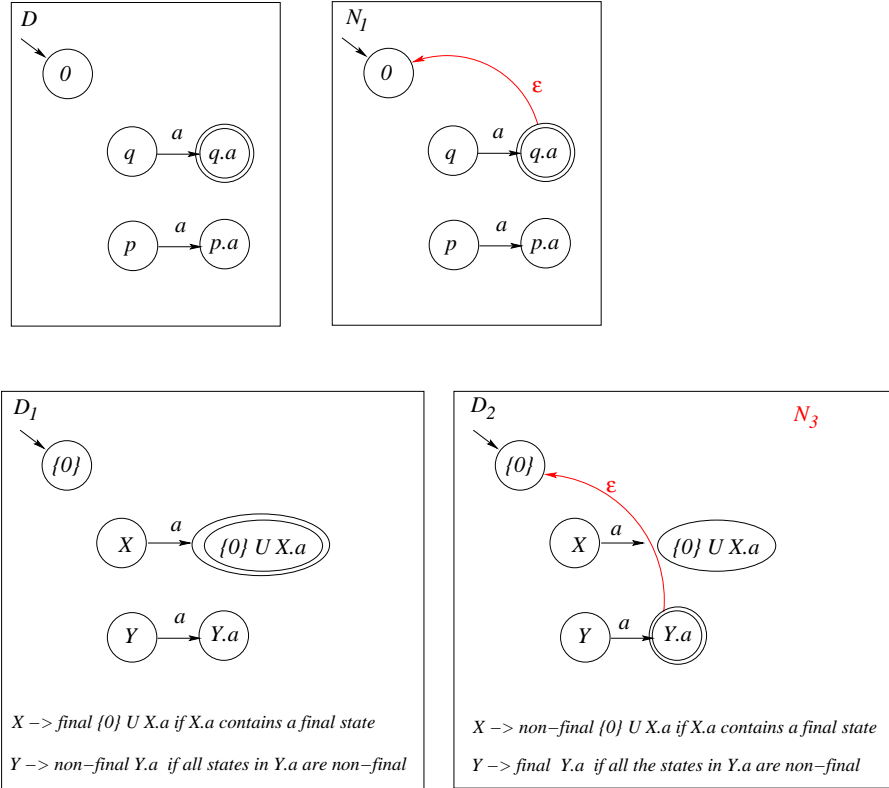 D
0
a
q
q.a
a
p
p.a
N1
0
ε
a
q
q.a
a
p
p.a
D1
{0}
a
X
{0} U X.a
a
Y
Y.a
X −> final {0} U X.a if X.a contains a final state
Y −> non−final Y.a if all states in Y.a are non−final
D2
N3
{0}
ε
a
X
{0} U X.a
a
Y
Y.a
X −> non−final {0} U X.a if X.a contains a final state
Y −> final Y.a if all the states in Y.a are non−final